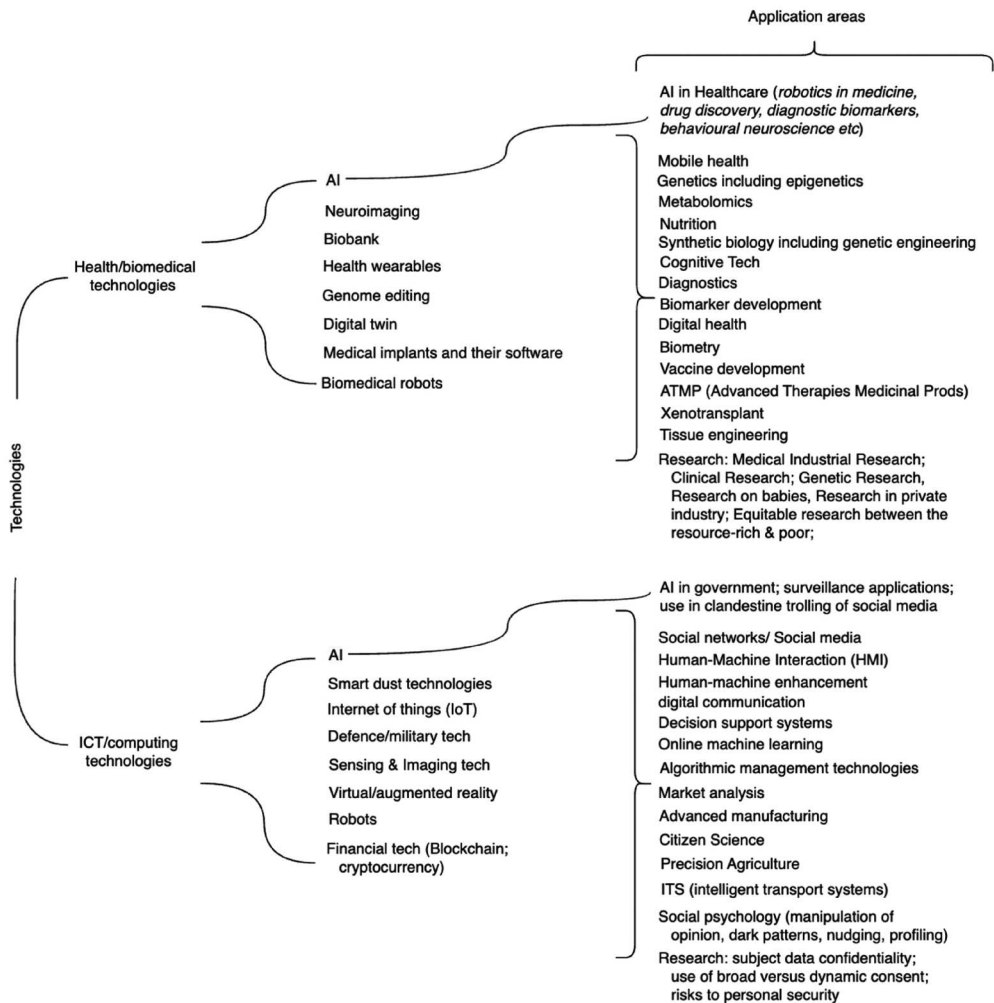 Application areas
AI in Healthcare (robotics in medicine,
drug discovery, diagnostic biomarkers,
behavioural neuroscience etc)
AI
Neuroimaging
Biobank
Health wearables
Genome editing
Digital twin
Medical implants and their software
Biomedical robots
Health/biomedical
technologies
Mobile health
Genetics including epigenetics
Metabolomics
Nutrition
Synthetic biology including genetic engineering
Cognitive Tech
Diagnostics
Biomarker development
Digital health
Biometry
Vaccine development
ATMP (Advanced Therapies Medicinal Prods)
Xenotransplant
Tissue engineering
Research: Medical Industrial Research;
Clinical Research; Genetic Research,
Research on babies, Research in private
industry; Equitable research between the
resource-rich & poor;
Technologies
AI in government; surveillance applications;
use in clandestine trolling of social media
AI
Smart dust technologies
Internet of things (IoT)
Defence/military tech
Sensing & Imaging tech
Virtual/augmented reality
Robots
Financial tech (Blockchain;
cryptocurrency)
ICT/computing
technologies
Social networks/ Social media
Human-Machine Interaction (HMI)
Human-machine enhancement
digital communication
Decision support systems
Online machine learning
Algorithmic management technologies
Market analysis
Advanced manufacturing
Citizen Science
Precision Agriculture
ITS (intelligent transport systems)
Social psychology (manipulation of
opinion, dark patterns, nudging, profiling)
Research: subject data confidentiality;
use of broad versus dynamic consent;
risks to personal security